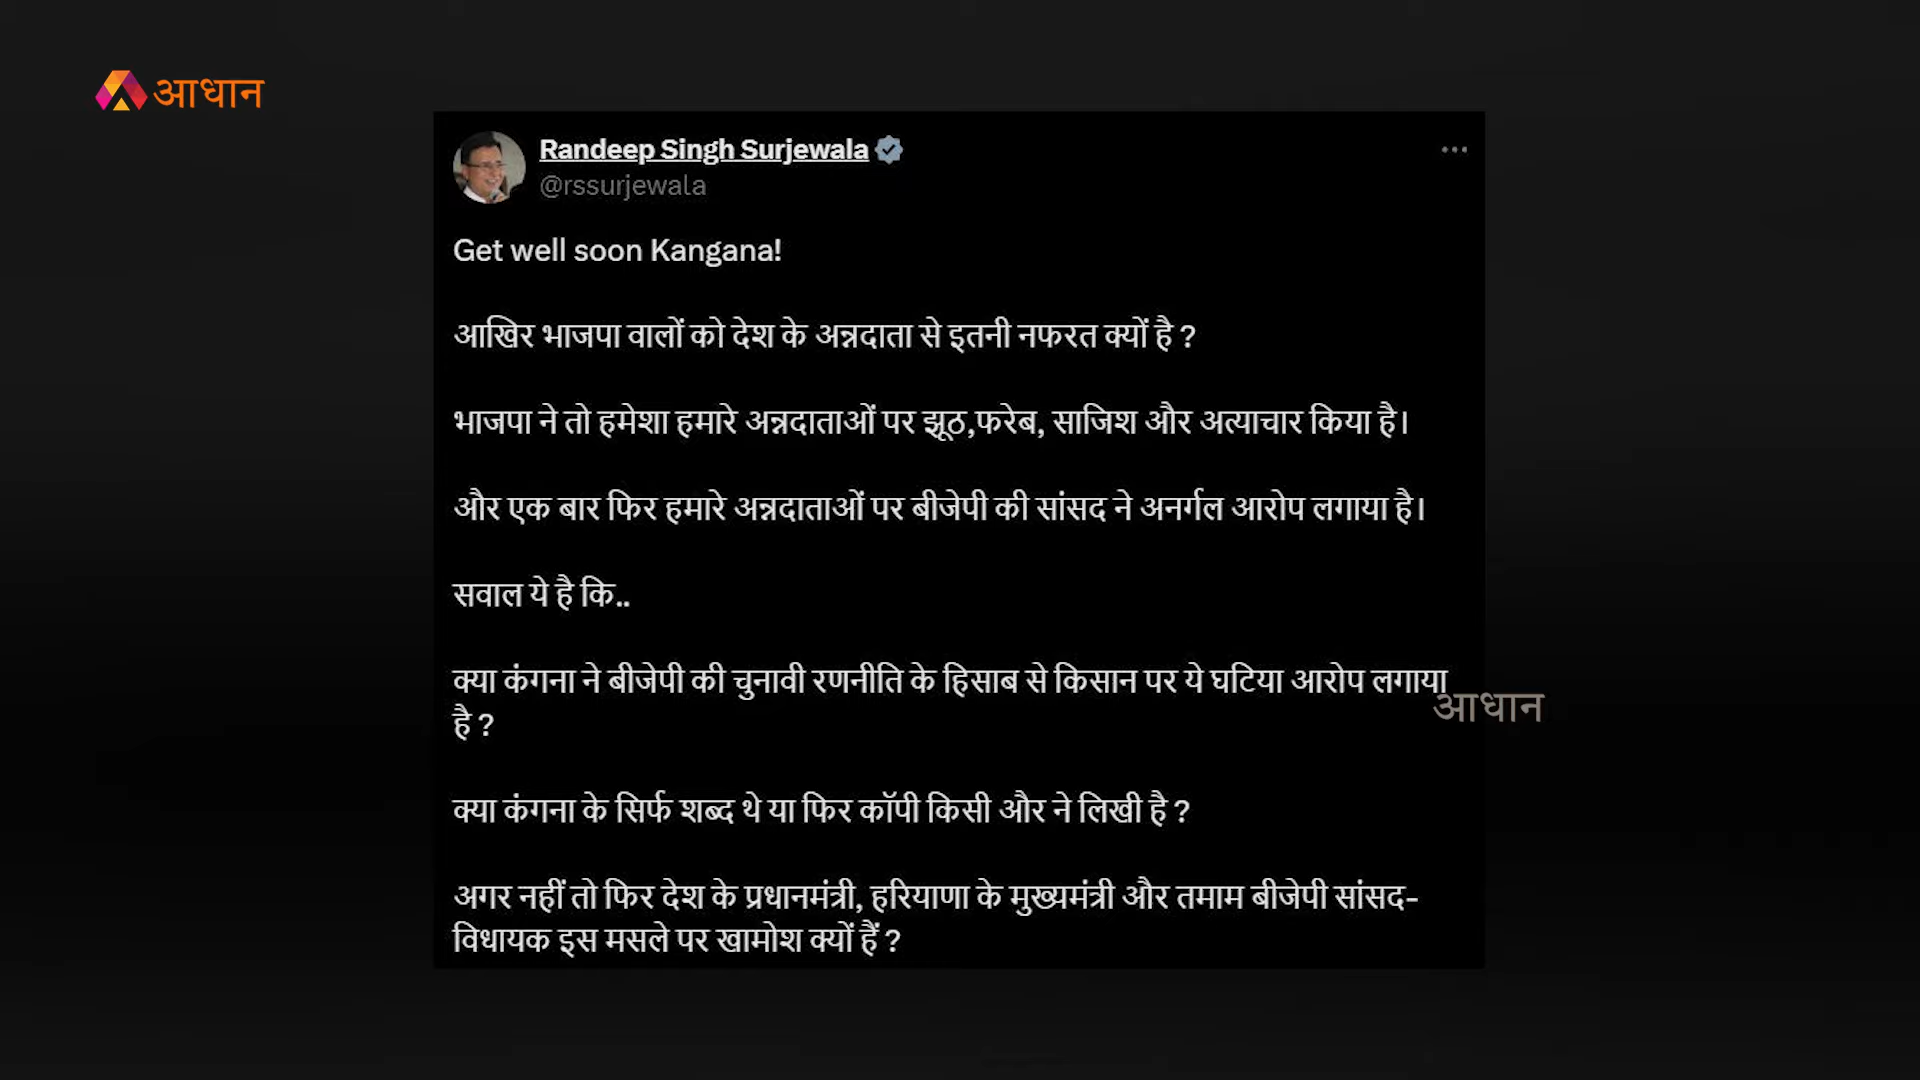 आधान
Randeep Singh Surjewala
@rssurjewala
Get well soon Kangana!
आखिर भाजपा वालों को देश के अन्नदाता से इतनी नफरत क्यों है ?
भाजपा ने तो हमेशा हमारे अन्नदाताओं पर झूठ,फरेब, साजिश और अत्याचार किया है।
और एक बार फिर हमारे अन्नदाताओं पर बीजेपी की सांसद ने अनर्गल आरोप लगाया है।
सवाल ये है कि..
क्या कंगना ने बीजेपी की चुनावी रणनीति के हिसाब से किसान पर ये घटिया आरोप लगाया
है ?
आधान
क्या कंगना के सिर्फ शब्द थे या फिर कॉपी किसी और ने लिखी है ?
अगर नहीं तो फिर देश के प्रधानमंत्री, हरियाणा के मुख्यमंत्री और तमाम बीजेपी सांसद-
विधायक इस मसले पर खामोश क्यों हैं ?